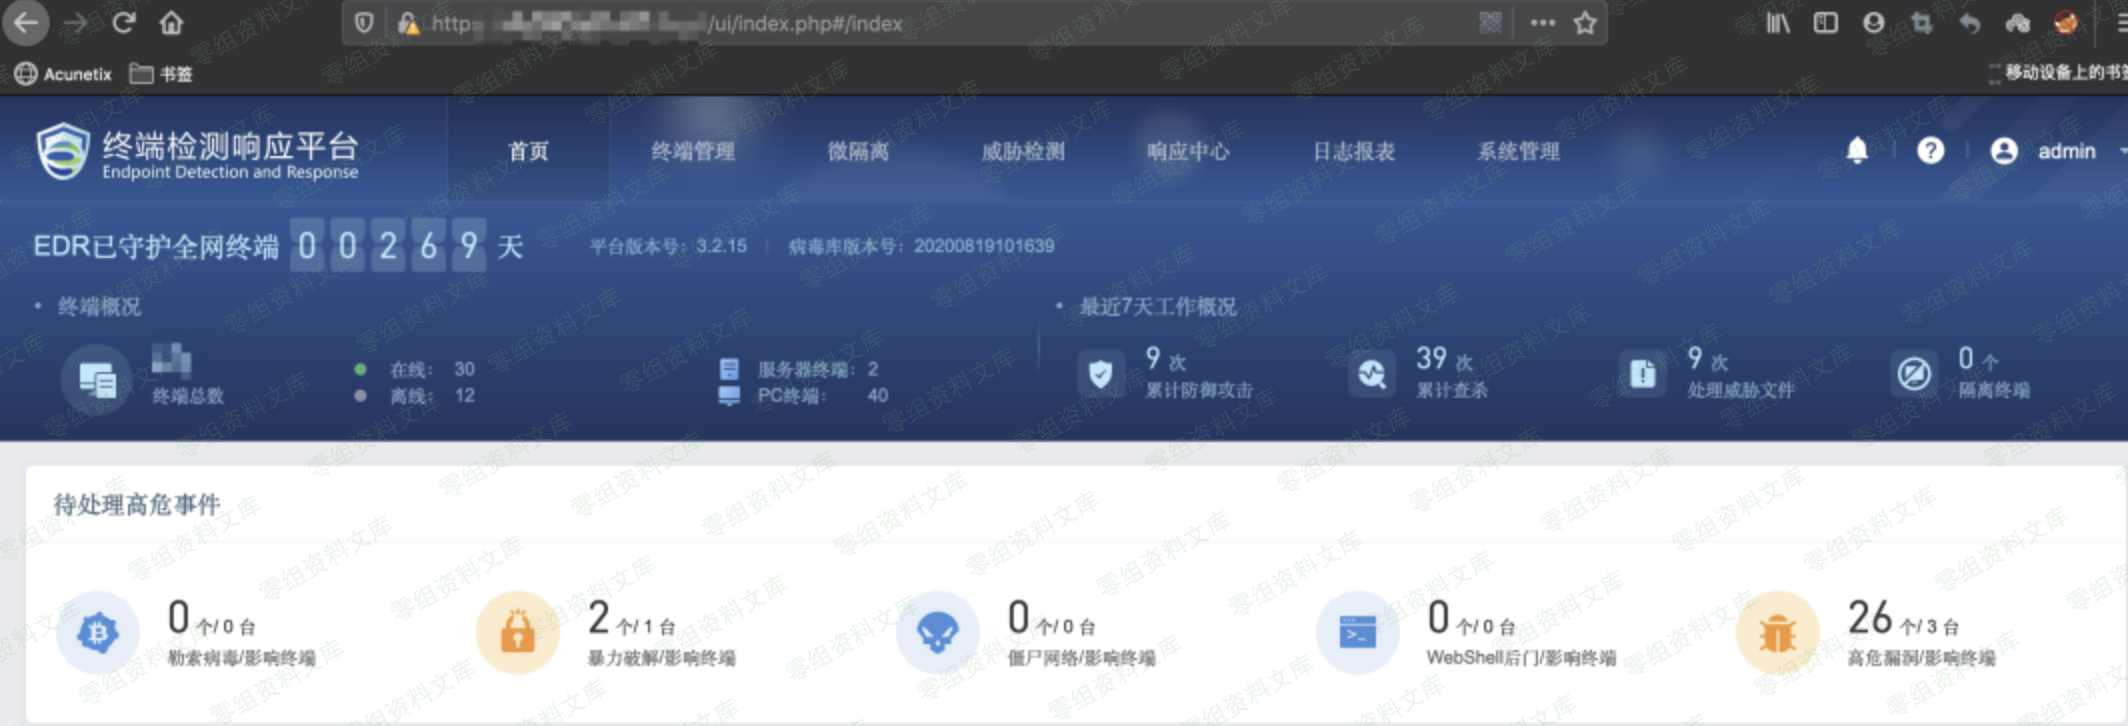 http /ui/index.php#/index
Acunetix 书签 移动设备上的书签
终端检测响应平台
Endpoint Detection and Response
首页 终端管理 微隔离 威胁检测 响应中心 日志报表 系统管理 admin
EDR已守护全网终端 00269 天 平台版本号：3.2.15 病毒库版本号：20200819101639
• 终端概况
• 最近7天工作概况
终端总数
在线： 30
离线： 12
服务器终端：2
PC终端： 40
9 次
累计防御攻击
39 次
累计查杀
9 次
处理威胁文件
0 个
隔离终端
待处理高危事件
0 个/ 0 台
勒索病毒/影响终端
2 个/ 1 台
暴力破解/影响终端
0 个/ 0 台
僵尸网络/影响终端
0 个/ 0 台
WebShell后门/影响终端
26 个/ 3 台
高危漏洞/影响终端
零组资料文库